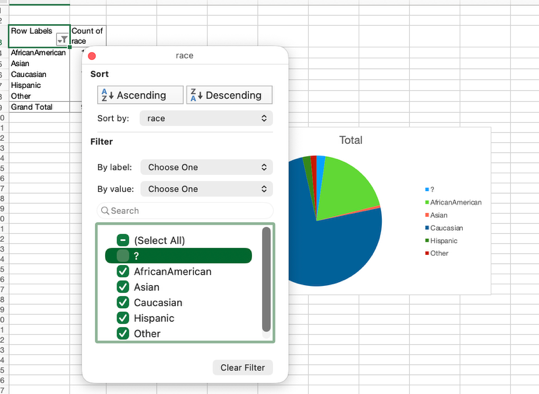 Row Labels
Count of race
AfricanAmerican
Asian
Caucasian
Hispanic
Other
Grand Total
race
Sort
A Z Ascending
Z A Descending
Sort by:
race
Filter
By label:
Choose One
By value:
Choose One
Search
(Select All)
?
AfricanAmerican
Asian
Caucasian
Hispanic
Other
Clear Filter
Total
?
AfricanAmerican
Asian
Caucasian
Hispanic
Other